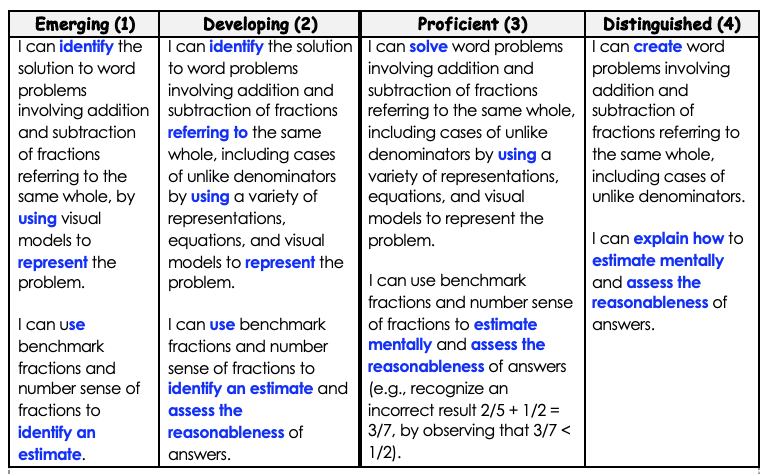 Emerging (1)
I can identify the
solution to word
problems
involving addition
and subtraction
of fractions
referring to the
same whole, by
using visual
models to
represent the
problem.
I can use
benchmark
fractions and
number sense of
fractions to
identify an
estimate.
Developing (2)
I can identify the solution
to word problems
involving addition and
subtraction of fractions
referring to the same
whole, including cases
of unlike denominators
by using a variety of
representations,
equations, and visual
models to represent the
problem.
I can use benchmark
fractions and number
sense of fractions to
identify an estimate and
assess the
reasonableness of
answers.
Proficient (3)
I can solve word problems
involving addition and
subtraction of fractions
referring to the same whole,
including cases of unlike
denominators by using a
variety of representations,
equations, and visual
models to represent the
problem.
I can use benchmark
fractions and number sense
of fractions to estimate
mentally and assess the
reasonableness of answers
(e.g., recognize an
incorrect result 2/5 + 1/2 =
3/7, by observing that 3/7 <
1/2).
Distinguished (4)
I can create word
problems involving
addition and
subtraction of
fractions referring to
the same whole,
including cases of
unlike denominators.
I can explain how to
estimate mentally
and assess the
reasonableness of
answers.